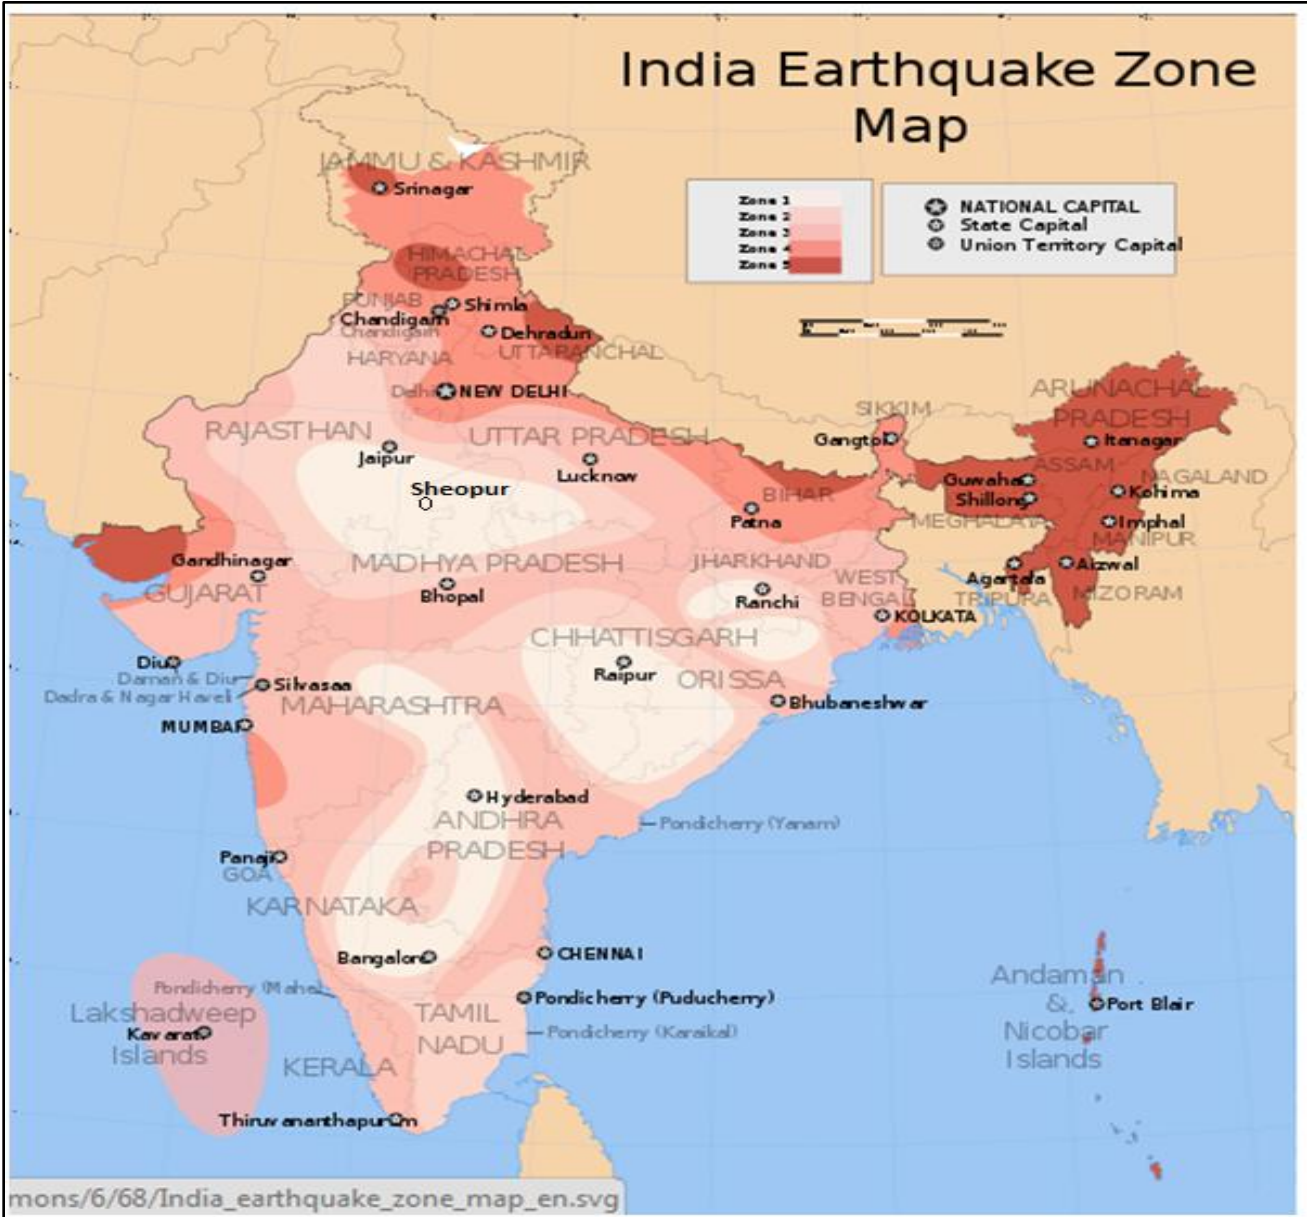 India Earthquake Zone
Map
JAMMU & KASHMIR
Srinagar
Zone 1
Zone 2
Zone 3
Zone 4
Zone 5
NATIONAL CAPITAL
State Capital
Union Territory Capital
HIMACHAL
PRADESH
PUNJAB
Shimla
Chandigarh
Chandigarh
Dehradun
UTTARANCHAL
HARYANA
Delhi
NEW DELHI
RAJASTHAN
UTTAR PRADESH
Jaipur
Lucknow
Sheopur
SIKKIM
Gangtok
ARUNACHAL
PRADESH
Itanagar
ASSAM
NAGALAND
Guwaha
Kohima
Shillong
MEGHALAYA
Imphal
MANIPUR
BIHAR
Patna
Gandhinagar
GUJARAT
MADHYA PRADESH
Bhopal
JHARKHAND
Ranchi
WEST
BENGAL
KOLKATA
Agartala
TRIPURA
Aizwal
MIZORAM
CHHATTISGARH
Raipur
ORISSA
Bhubaneshwar
Diu
Daman & Diu
Dadra & Nagar Haveli
Silvasaa
MAHARASHTRA
MUMBAI
Hyderabad
ANDHRA
PRADESH
Pondicherry (Yanam)
Panaji
GOA
KARNATAKA
Bangalore
CHENNAI
Pondicherry (Mahe)
Pondicherry (Puducherry)
Lakshadweep
Kavarati
Islands
TAMIL
NADU
Pondicherry (Karaikal)
KERALA
Thiruvananthapuram
Andaman
&
Nicobar
Islands
Port Blair
mons/6/68/India_earthquake_zone_map_en.svg